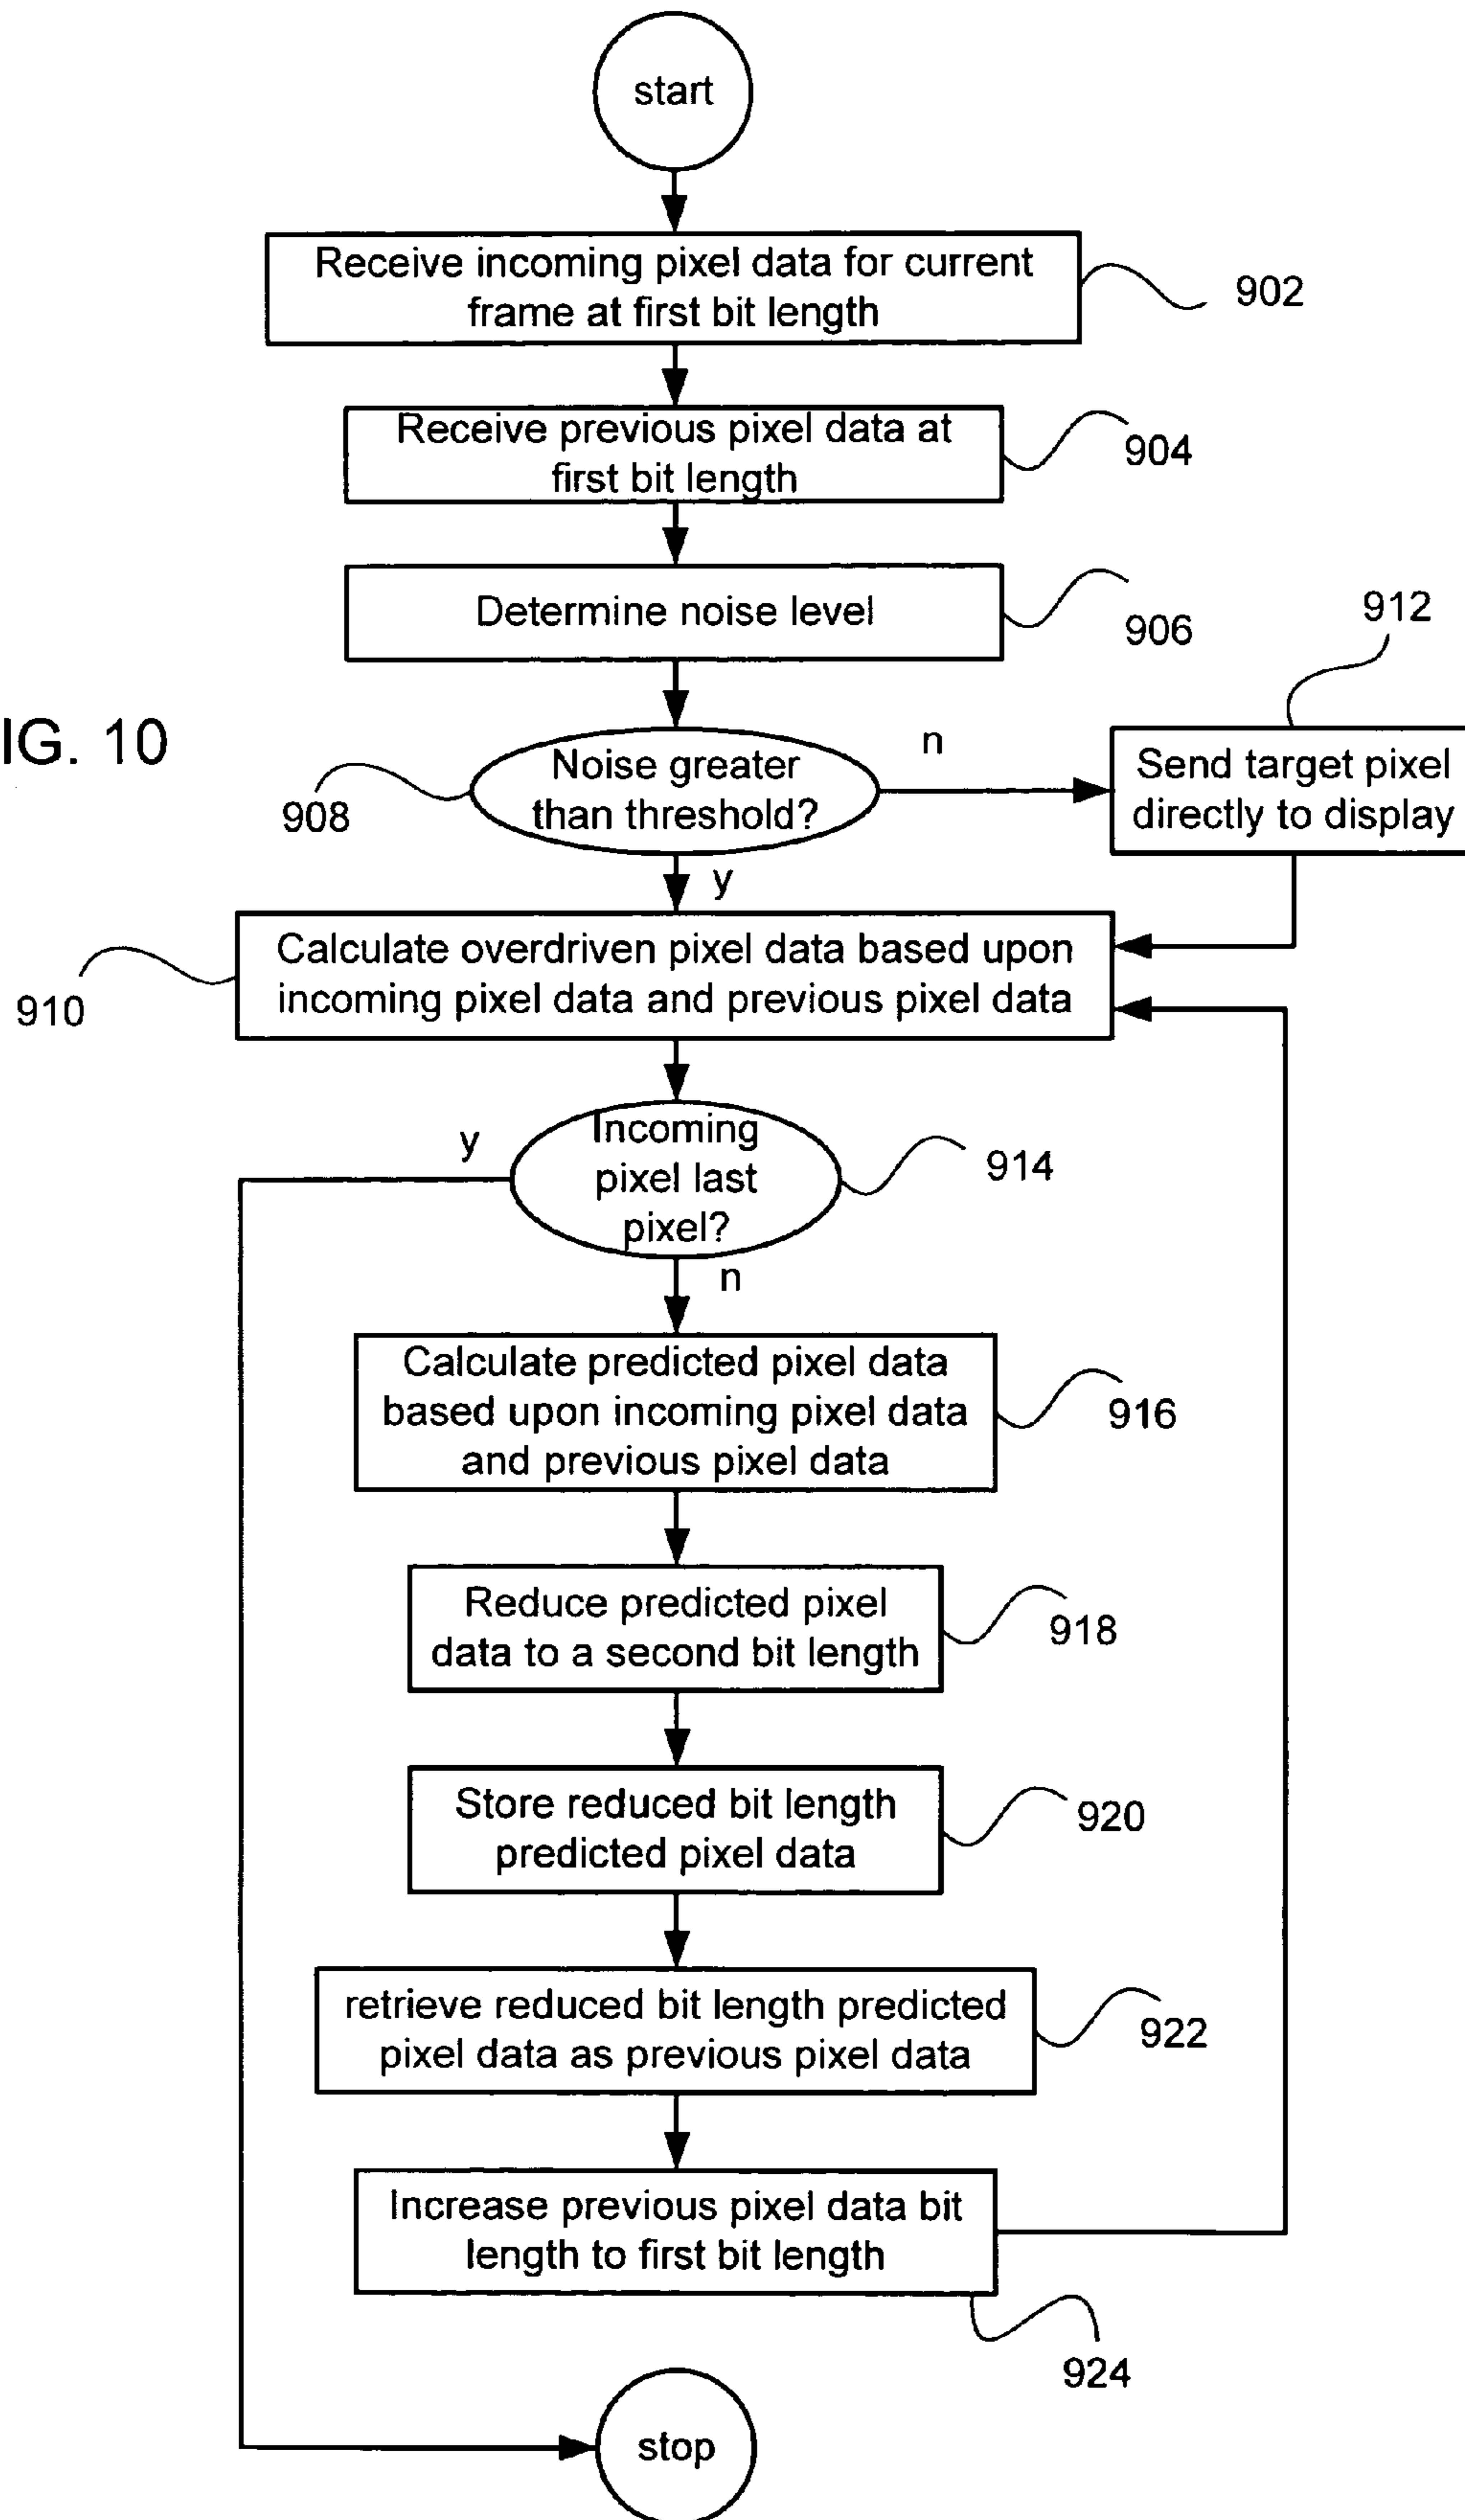 start
Receive incoming pixel data for current
frame at first bit length
902
Receive previous pixel data at
first bit length
904
Determine noise level
906
912
IG. 10
Noise greater
than threshold?
n
908
Send target pixel
directly to display
y
Calculate overdriven pixel data based upon
incoming pixel data and previous pixel data
910
Incoming
pixel last
pixel?
y
914
n
Calculate predicted pixel data
based upon incoming pixel data
and previous pixel data
916
Reduce predicted pixel
data to a second bit length
918
Store reduced bit length
predicted pixel data
920
retrieve reduced bit length predicted
pixel data as previous pixel data
922
Increase previous pixel data bit
length to first bit length
924
stop